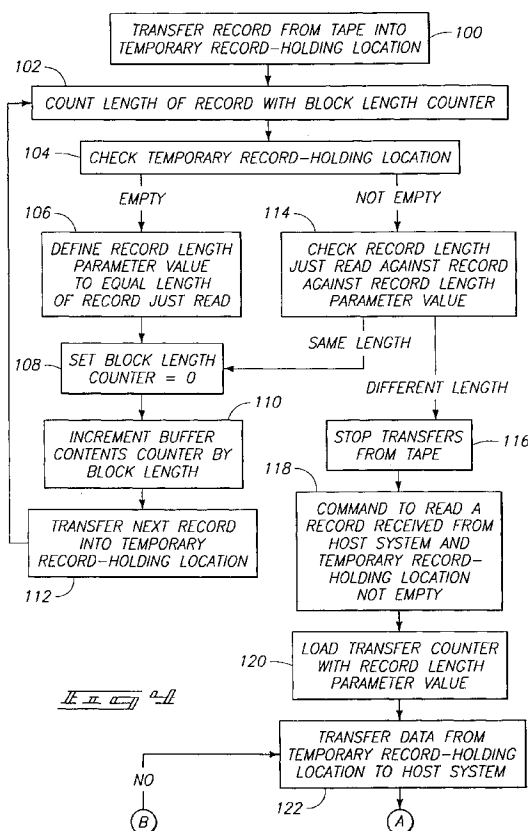 TRANSFER RECORD FROM TAPE INTO
TEMPORARY RECORD-HOLDING LOCATION
100
102
COUNT LENGTH OF RECORD WITH BLOCK LENGTH COUNTER
104
CHECK TEMPORARY RECORD-HOLDING LOCATION
EMPTY
NOT EMPTY
106
DEFINE RECORD LENGTH
PARAMETER VALUE
TO EQUAL LENGTH
OF RECORD JUST READ
114
CHECK RECORD LENGTH
JUST READ AGAINST RECORD
AGAINST RECORD LENGTH
PARAMETER VALUE
SAME LENGTH
DIFFERENT LENGTH
108
SET BLOCK LENGTH
COUNTER = 0
110
INCREMENT BUFFER
CONTENTS COUNTER BY
BLOCK LENGTH
STOP TRANSFERS
FROM TAPE
116
TRANSFER NEXT RECORD
INTO TEMPORARY
RECORD-HOLDING LOCATION
112
118
COMMAND TO READ A
RECORD RECEIVED FROM
HOST SYSTEM AND
TEMPORARY RECORD-
HOLDING LOCATION
NOT EMPTY
120
LOAD TRANSFER COUNTER
WITH RECORD LENGTH
PARAMETER VALUE
FIG 4
TRANSFER DATA FROM
TEMPORARY RECORD-HOLDING
LOCATION TO HOST SYSTEM
122
NO
B
A